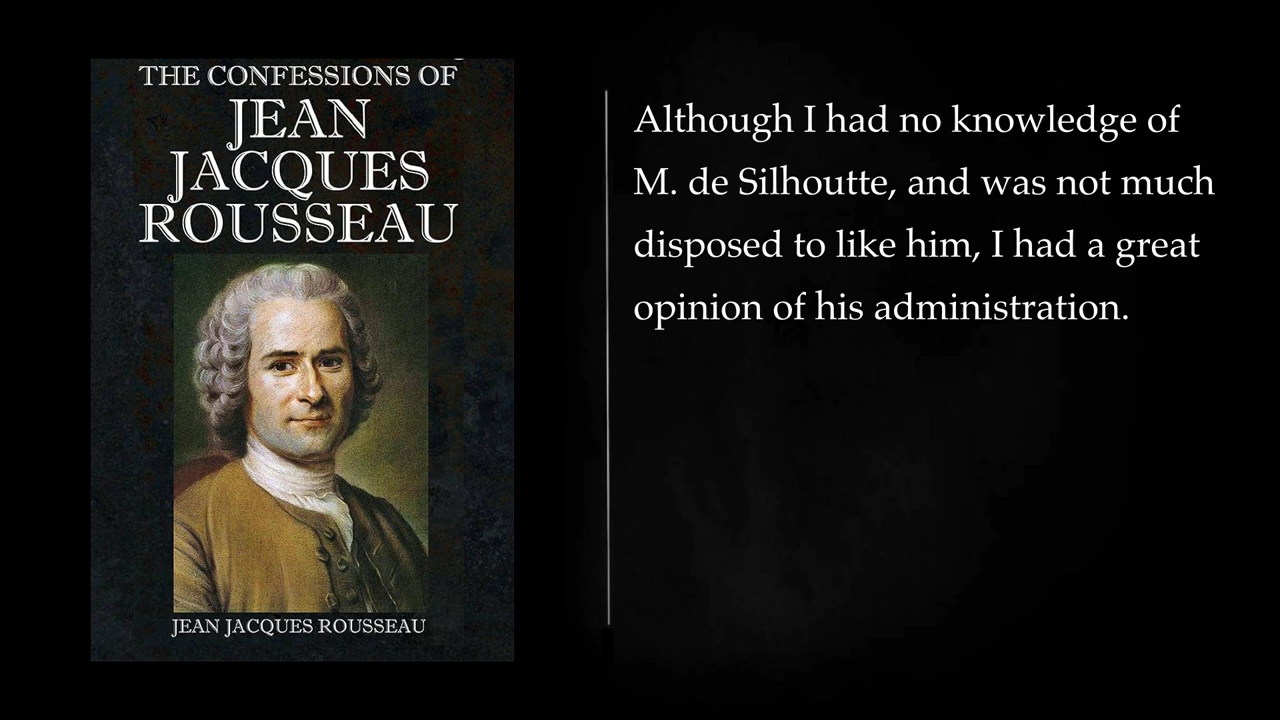 THE CONFESSIONS OF
JEAN
JACQUES
ROUSSEAU
JEAN JACQUES ROUSSEAU
Although I had no knowledge of
M. de Silhoutte, and was not much
disposed to like him, I had a great
opinion of his administration.